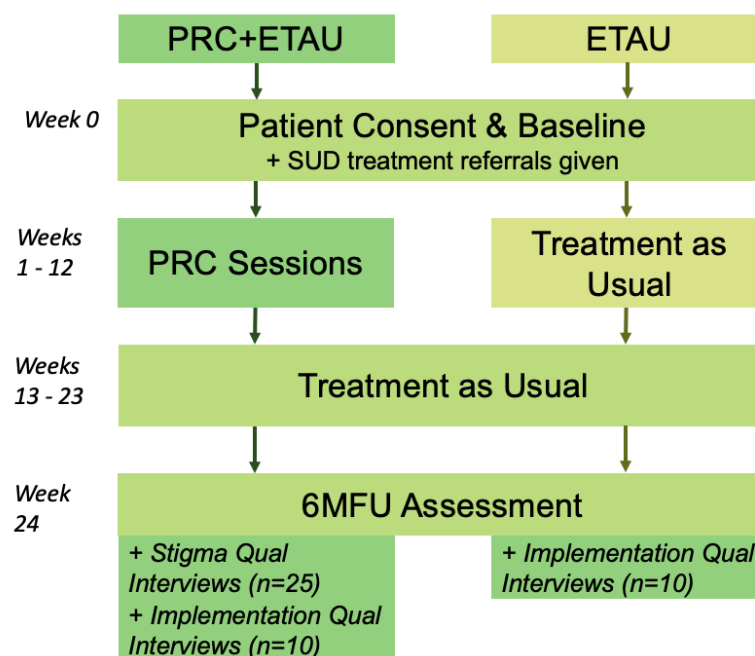 PRC+ETAU
ETAU
Week 0
Patient Consent & Baseline
+ SUD treatment referrals given
Weeks
1 - 12
PRC Sessions
Treatment as
Usual
Weeks
13 - 23
Treatment as Usual
Week
24
6MFU Assessment
+ Stigma Qual
Interviews (n=25)
+ Implementation Qual
Interviews (n=10)
+ Implementation Qual
Interviews (n=10)